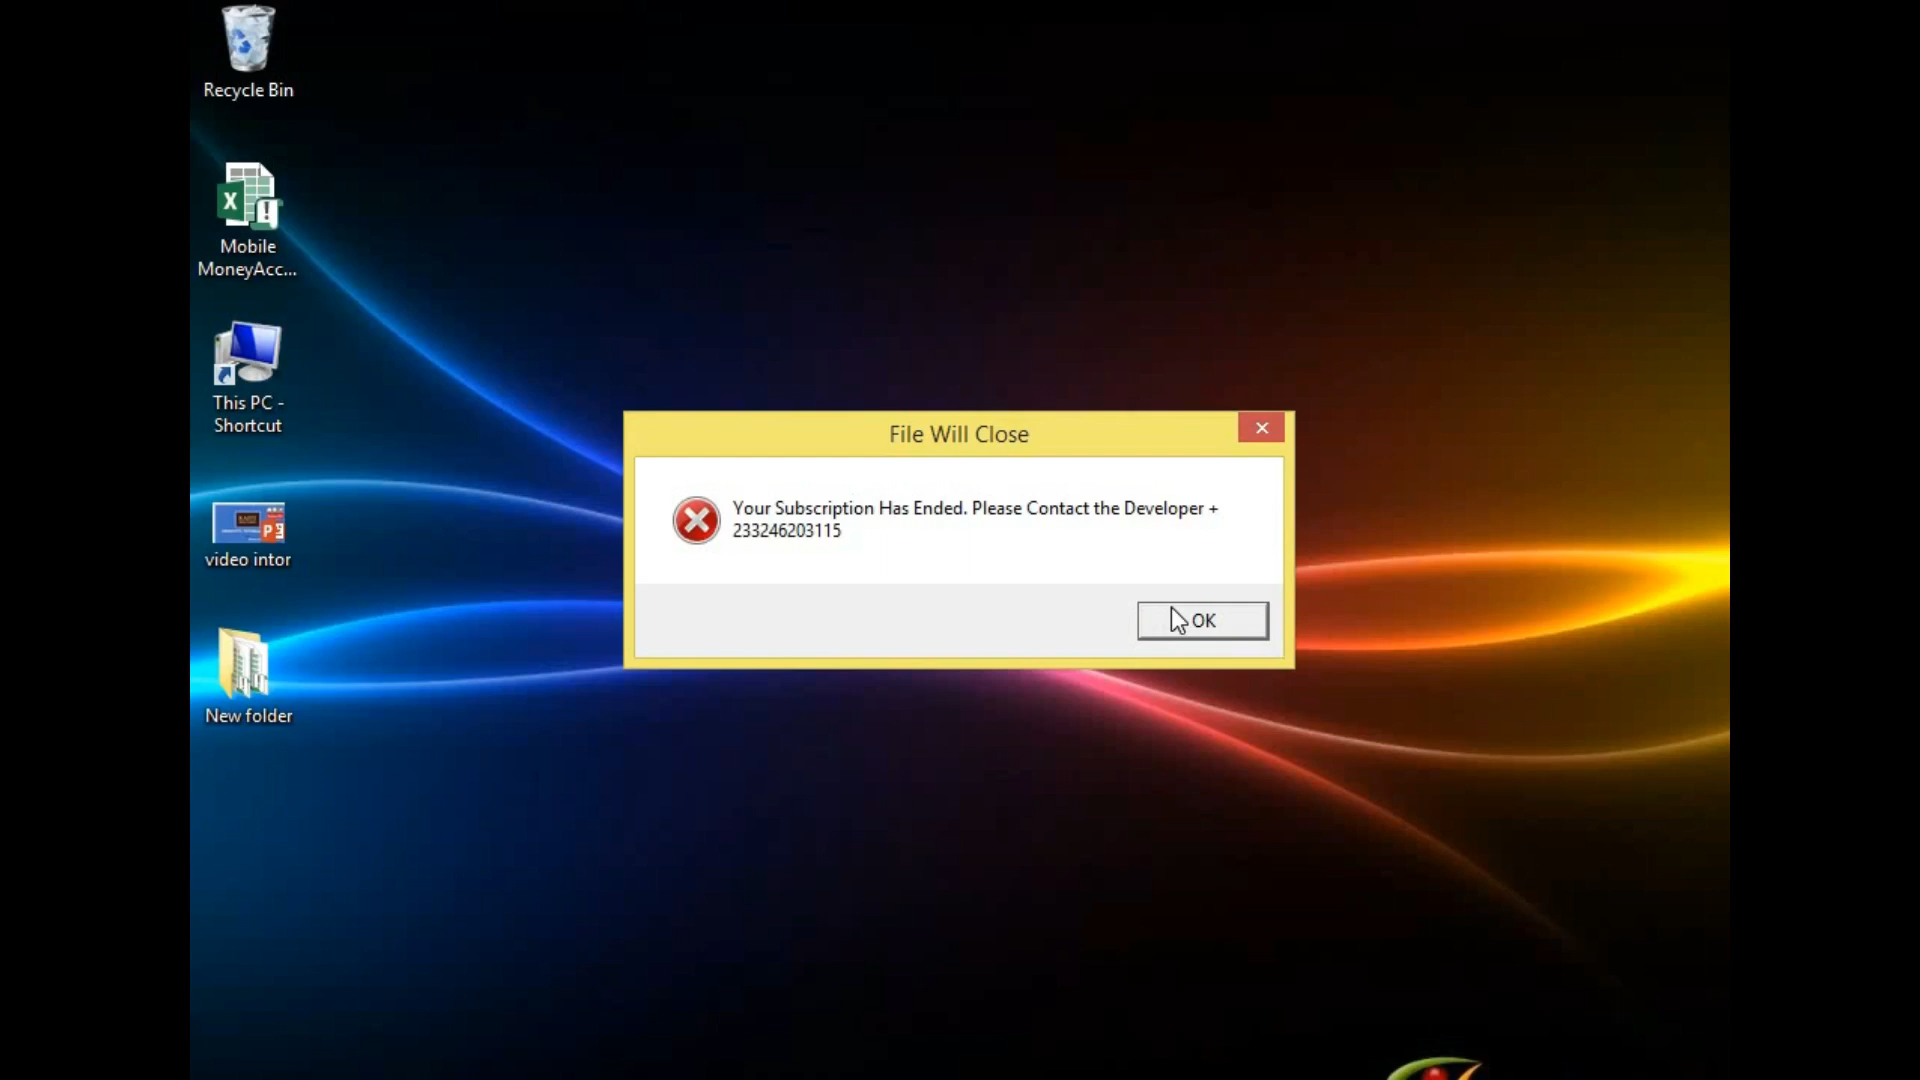 Recycle Bin
Mobile
MoneyAcc...
This PC -
Shortcut
video intor
New folder
File Will Close
Your Subscription Has Ended. Please Contact the Developer +
233246203115
OK